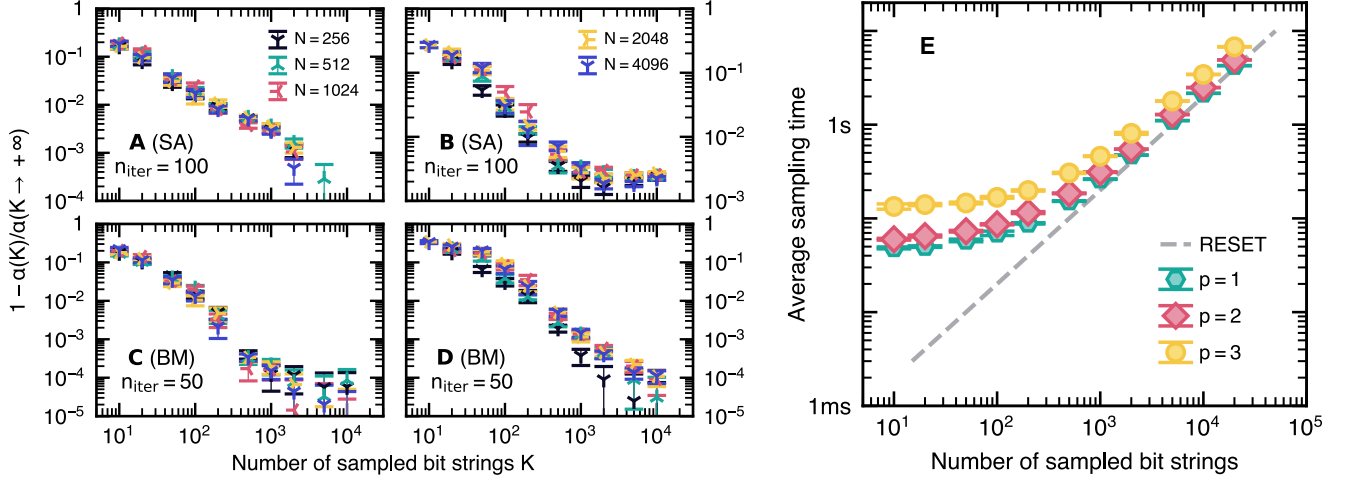 1 − α(K)/α(K → +∞)
1
10⁻¹
10⁻²
10⁻³
10⁻⁴
N = 256
N = 512
N = 1024
A (SA)
n_iter = 100
N = 2048
N = 4096
B (SA)
n_iter = 100
1
10⁻¹
10⁻²
10⁻³
1
10⁻¹
10⁻²
10⁻³
10⁻⁴
10⁻⁵
C (BM)
n_iter = 50
D (BM)
n_iter = 50
1
10⁻¹
10⁻²
10⁻³
10⁻⁴
10⁻⁵
10¹ 10² 10³ 10⁴
10¹ 10² 10³ 10⁴
Number of sampled bit strings K
Average sampling time
1s
1ms
E
RESET
p = 1
p = 2
p = 3
10¹ 10² 10³ 10⁴ 10⁵
Number of sampled bit strings